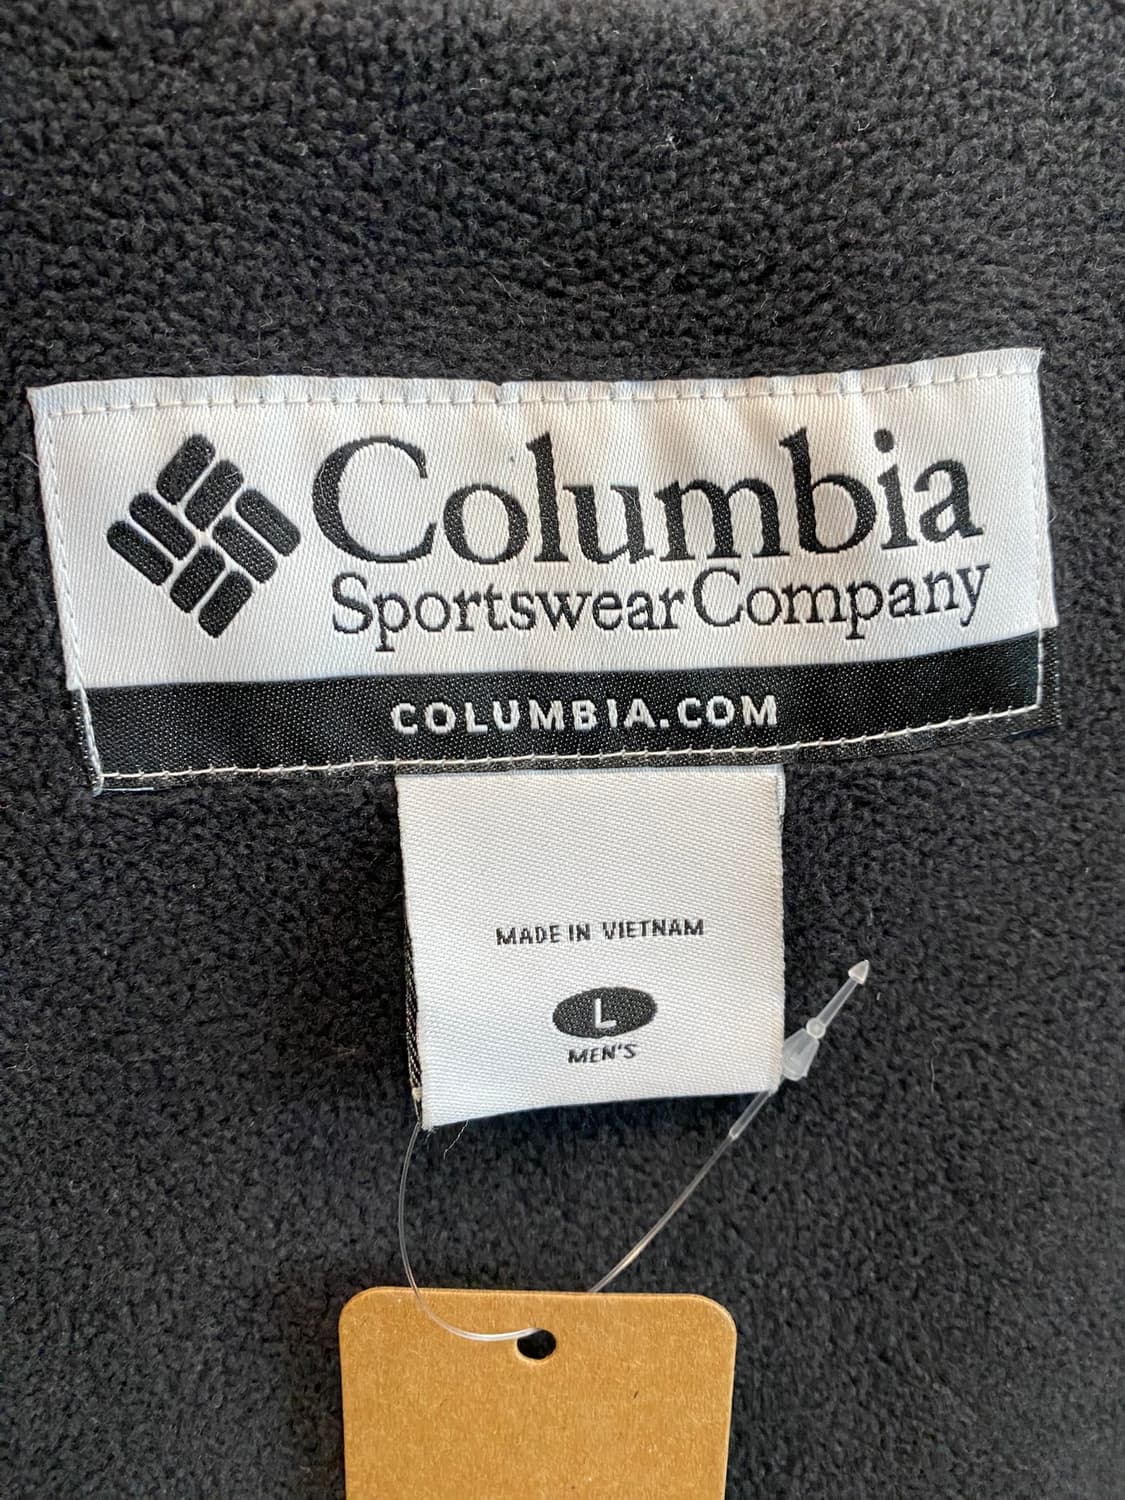 Columbia
Sportswear Company
COLUMBIA.COM
MADE IN VIETNAM
L
MEN'S